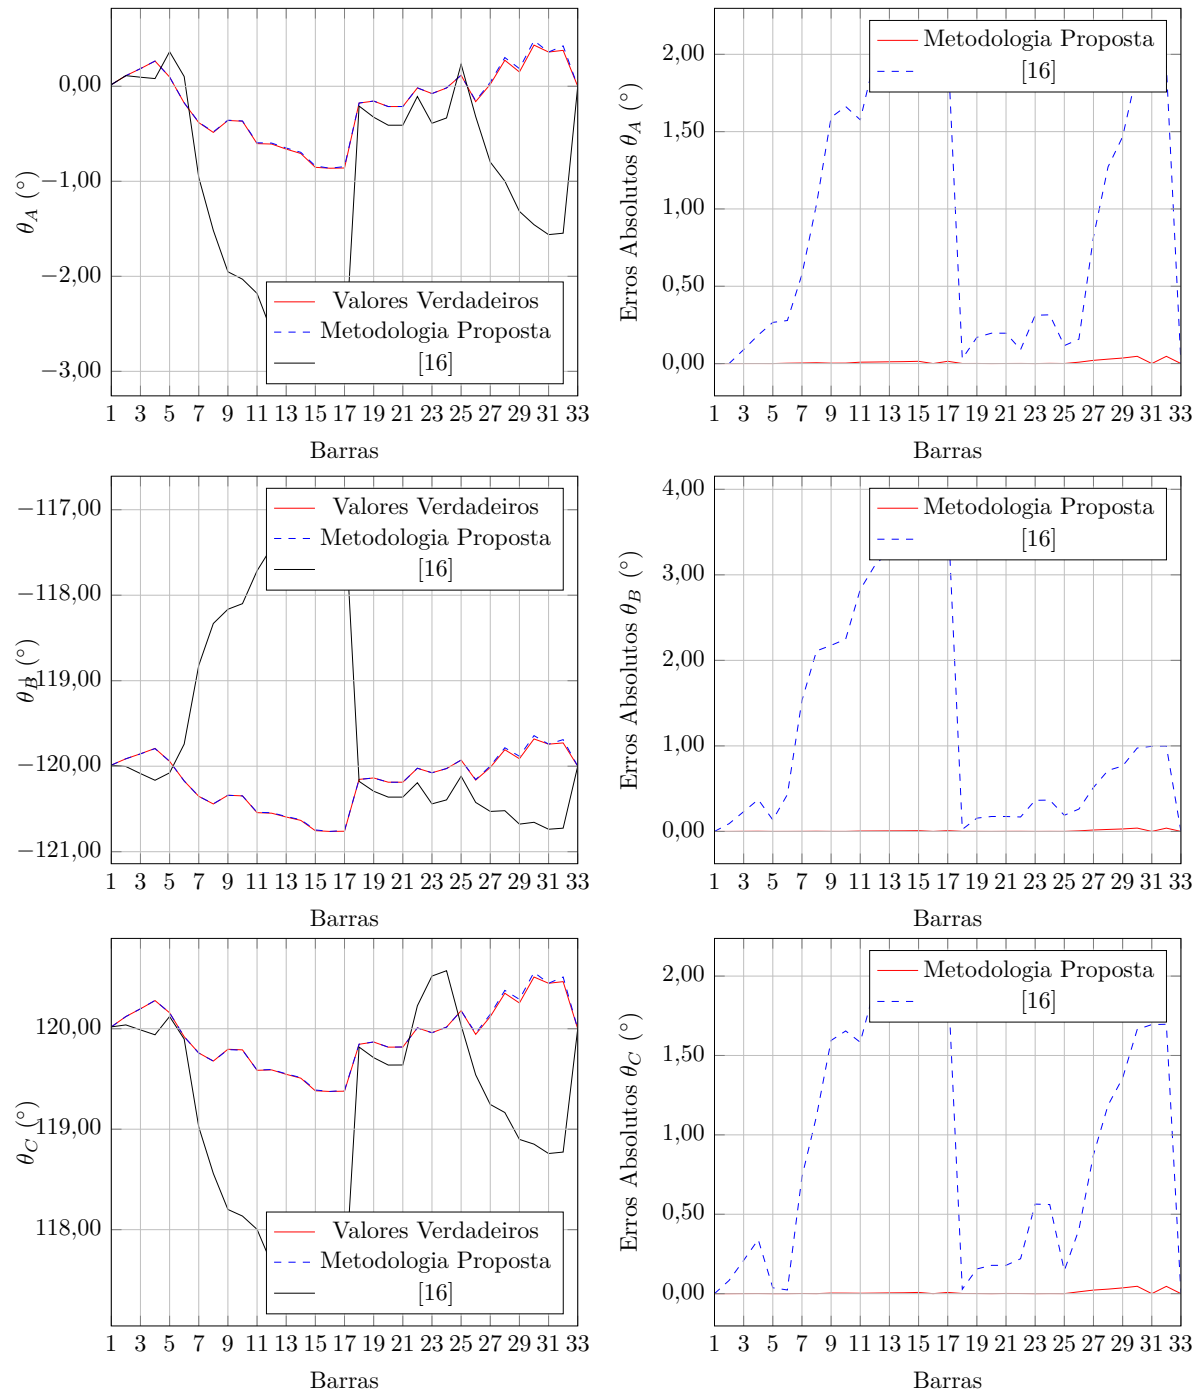 0,00
−1,00
−2,00
−3,00
θA (°)
Valores Verdadeiros
Metodologia Proposta
[16]
1 3 5 7 9 11 13 15 17 19 21 23 25 27 29 31 33
Barras
2,00
1,50
1,00
0,50
0,00
Erros Absolutos θA (°)
Metodologia Proposta
[16]
1 3 5 7 9 11 13 15 17 19 21 23 25 27 29 31 33
Barras
−117,00
−118,00
−119,00
−120,00
−121,00
θB (°)
Valores Verdadeiros
Metodologia Proposta
[16]
1 3 5 7 9 11 13 15 17 19 21 23 25 27 29 31 33
Barras
4,00
3,00
2,00
1,00
0,00
Erros Absolutos θB (°)
Metodologia Proposta
[16]
1 3 5 7 9 11 13 15 17 19 21 23 25 27 29 31 33
Barras
120,00
119,00
118,00
θC (°)
Valores Verdadeiros
Metodologia Proposta
[16]
1 3 5 7 9 11 13 15 17 19 21 23 25 27 29 31 33
Barras
2,00
1,50
1,00
0,50
0,00
Erros Absolutos θC (°)
Metodologia Proposta
[16]
1 3 5 7 9 11 13 15 17 19 21 23 25 27 29 31 33
Barras